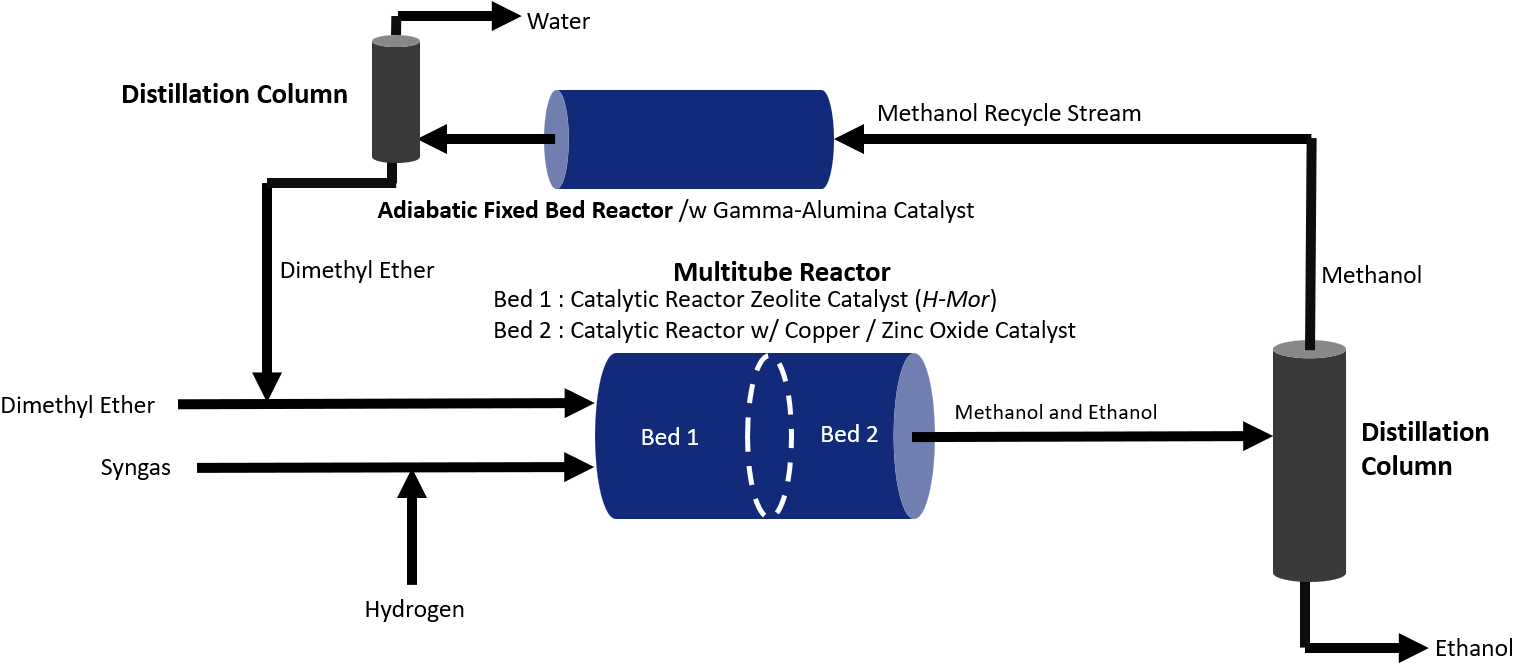 Water
Distillation Column
Methanol Recycle Stream
Adiabatic Fixed Bed Reactor /w Gamma-Alumina Catalyst
Dimethyl Ether
Multitube Reactor
Methanol
Bed 1 : Catalytic Reactor Zeolite Catalyst (H-Mor)
Bed 2 : Catalytic Reactor w/ Copper / Zinc Oxide Catalyst
Dimethyl Ether
Methanol and Ethanol
Bed 1
Bed 2
Distillation
Column
Syngas
Hydrogen
Ethanol